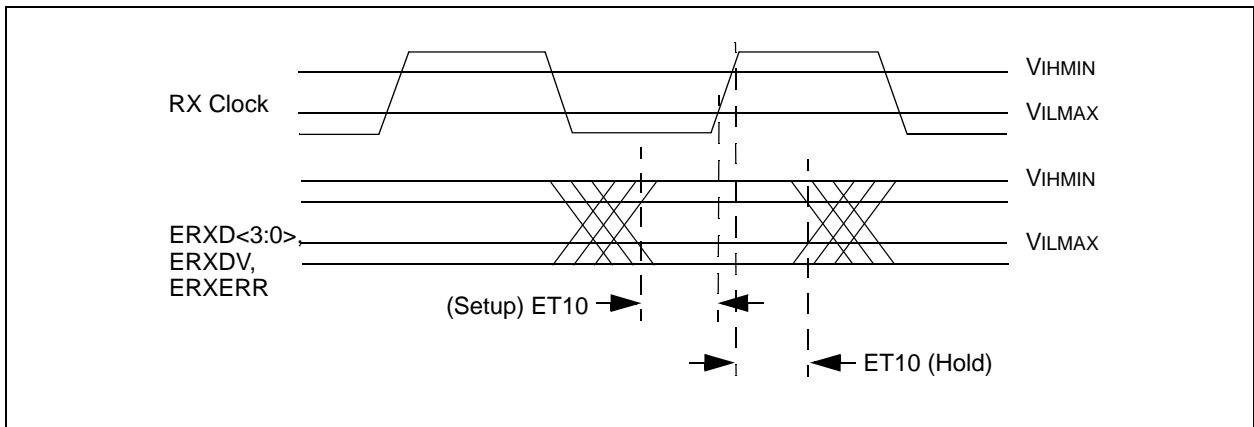 VIHMIN
RX Clock
VILMAX
VIHMIN
ERXD<3:0>,
ERXDV,
ERXERR
VILMAX
(Setup) ET10
ET10 (Hold)